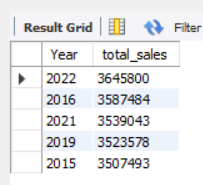 Result Grid Filter
Year total_sales
2022 3645800
2016 3587484
2021 3539043
2019 3523578
2015 3507493